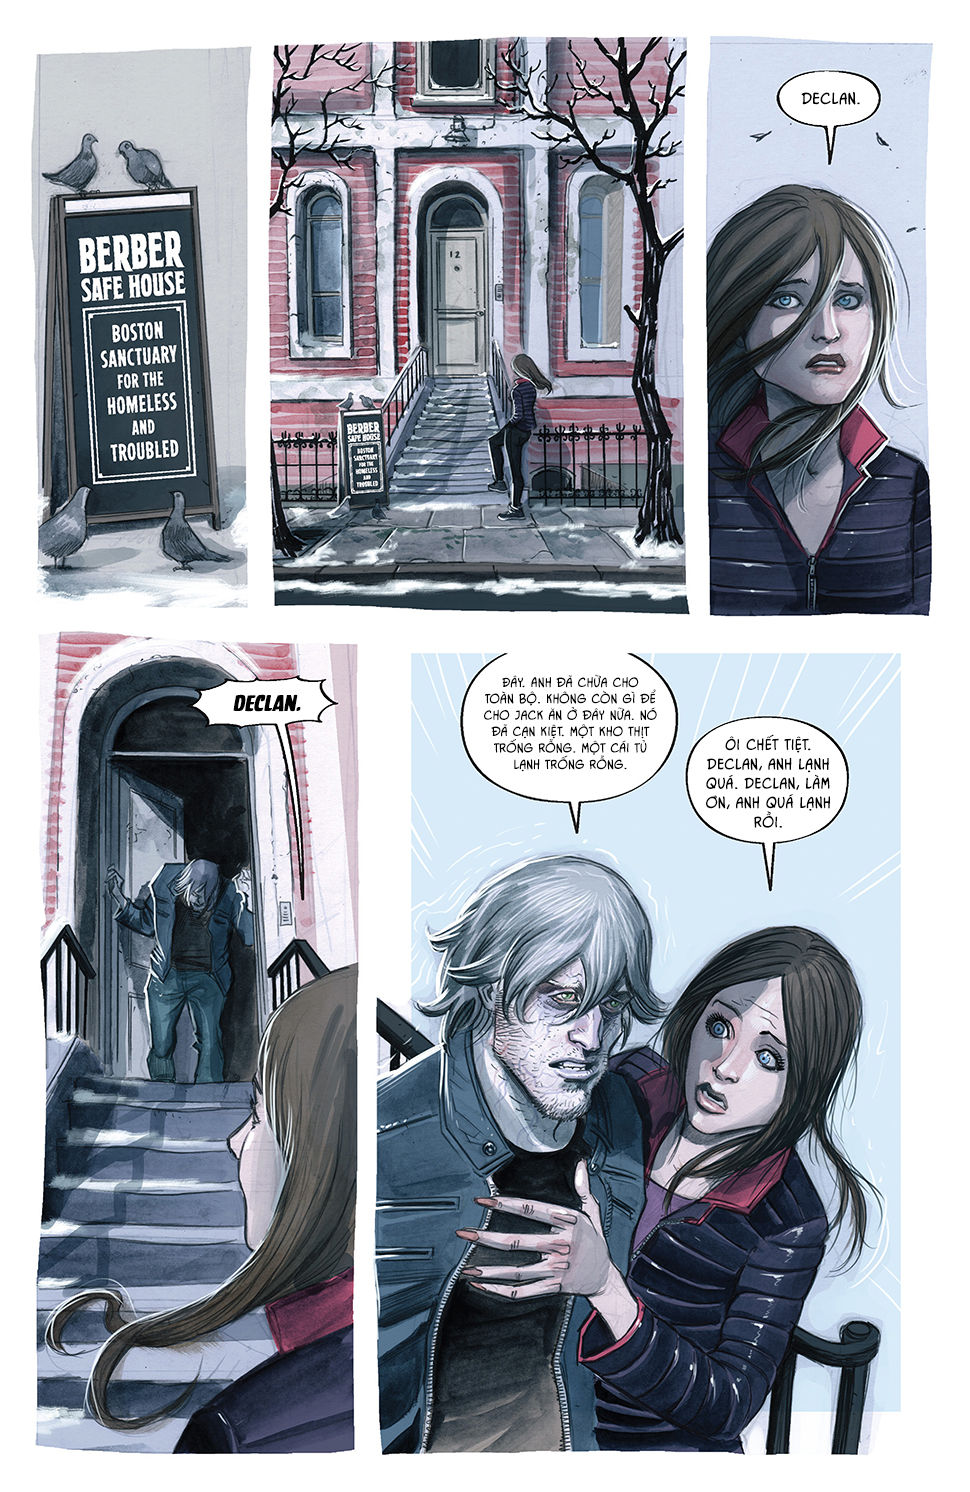 BERBER
SAFE HOUSE
BOSTON
SANCTUARY
FOR THE
HOMELESS
AND
TROUBLED
12
BERBER
SAFE HOUSE
BOSTON
SANCTUARY
FOR THE
HOMELESS
AND
TROUBLED
DECLAN.
DECLAN.
ĐÂY. ANH ĐÃ CHỮA CHO
TOÀN BỘ. KHÔNG CÒN GÌ ĐỂ
CHO JACK ĂN Ở ĐÂY NỮA. NÓ
ĐÃ CẠN KIỆT. MỘT KHO THỊT
TRỐNG RỖNG. MỘT CÁI TỦ
LẠNH TRỐNG RỖNG.
ÔI CHẾT TIỆT.
DECLAN, ANH LẠNH
QUÁ. DECLAN, LÀM
ƠN, ANH QUÁ LẠNH
RỒI.